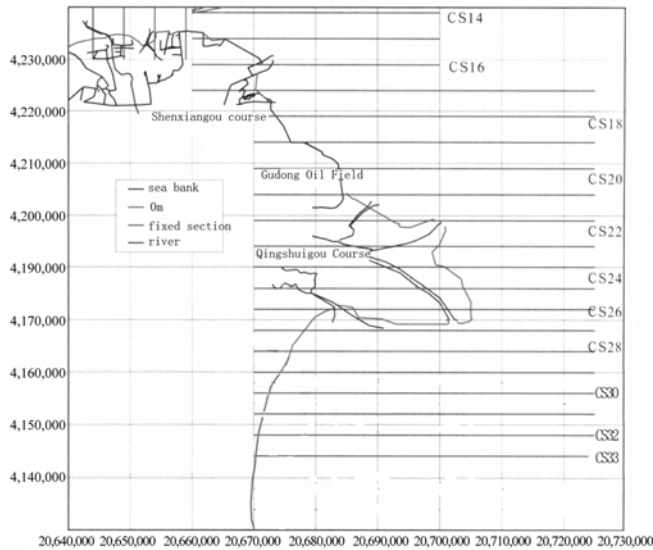 CS14
4,230,000
CS16
4,220,000
Shenxiangou course
CS18
4,210,000
Gudong Oil Field
CS20
sea bank
0m
4,200,000
fixed section
CS22
river
Qingshuigou Course
4,190,000
CS24
4,180,000
CS26
4,170,000
CS28
4,160,000
CS30
4,150,000
CS32
CS33
4,140,000
20,640,000 20,650,000 20,660,000 20,670,000 20,680,000 20,690,000 20,700,000 20,710,000 20,720,000 20,730,000